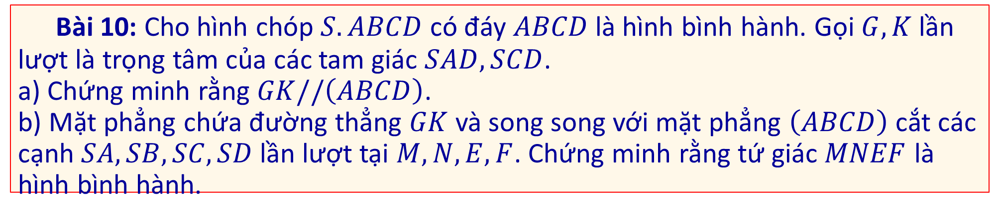 Bài 10: Cho hình chóp S. ABCD có đáy ABCD là hình bình hành. Gọi G, K lần
lượt là trọng tâm của các tam giác SAD, SCD.
a) Chứng minh rằng GK//(ABCD).
b) Mặt phẳng chứa đường thẳng GK và song song với mặt phẳng (ABCD) cắt các
cạnh SA, SB, SC, SD lần lượt tại M, N, E, F. Chứng minh rằng tứ giác MNEF là
hình bình hành.